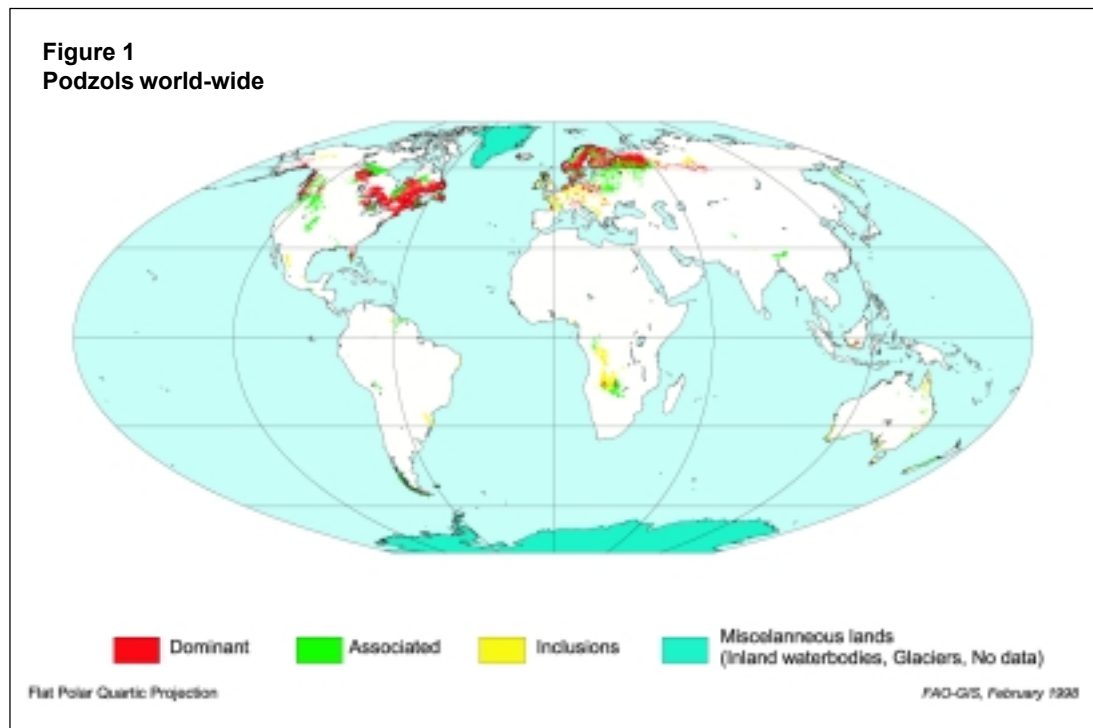 Figure 1
Podzols world-wide
Dominant
Associated
Inclusions
Miscelanneous lands
(Inland waterbodies, Glaciers, No data)
Flat Polar Quartic Projection
FAO-GIS, February 1998